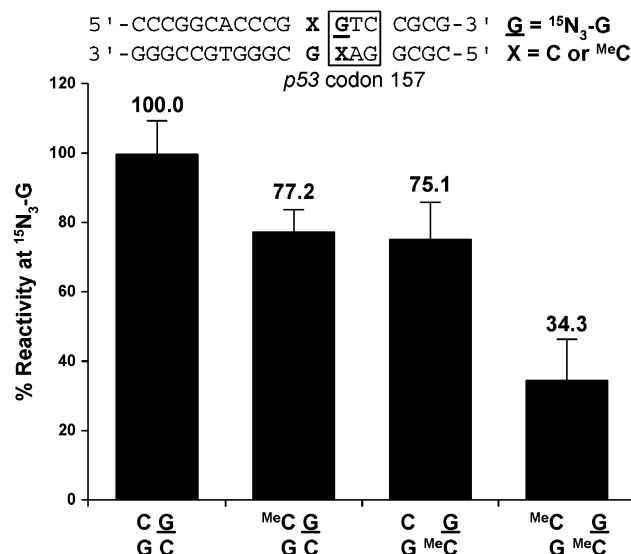 5'-CCCGGCACCCG X GTC CGCG-3' G = ¹⁵N₃-G
3'-GGGCCGTGGGC G XAG GCGC-5' X = C or ᴹᵉC
p53 codon 157
% Reactivity at ¹⁵N₃-G
120
100
80
60
40
20
0
100.0
77.2
75.1
34.3
C G ᴹᵉC G C G ᴹᵉC G
G C G C G ᴹᵉC G ᴹᵉC